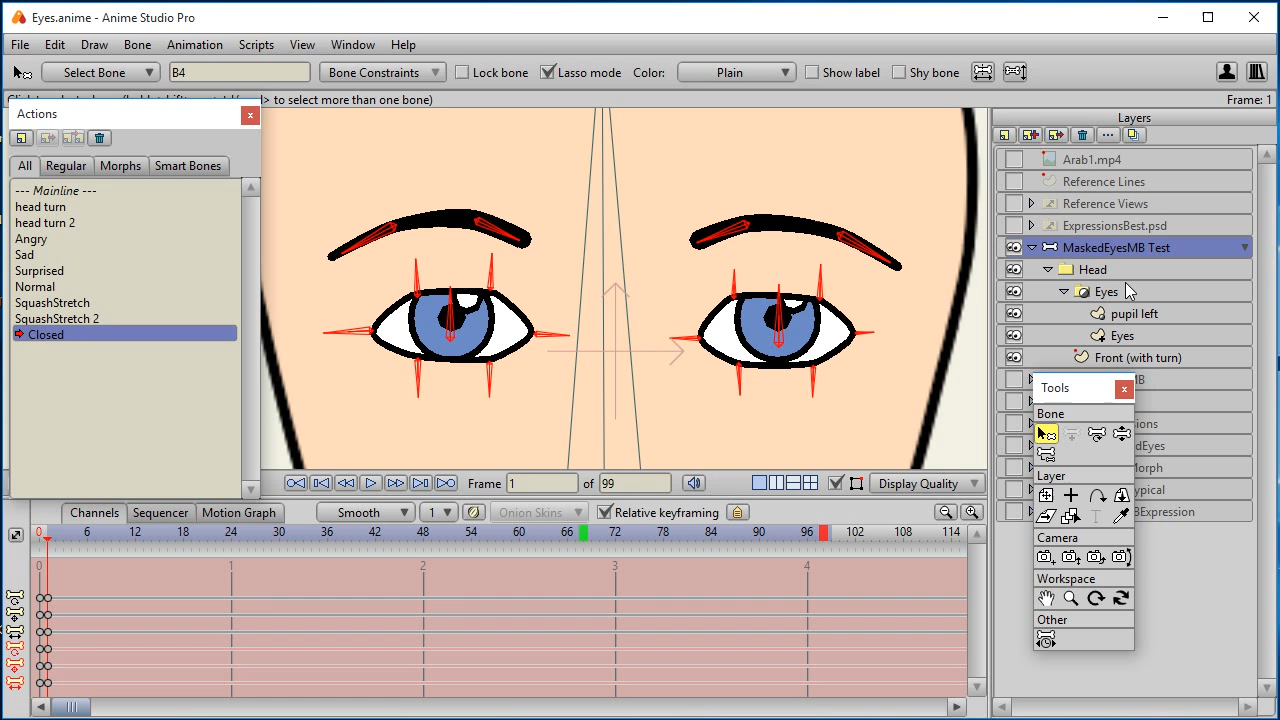 Eyes.anime - Anime Studio Pro
File Edit Draw Bone Animation Scripts View Window Help
Select Bone B4 Bone Constraints Lock bone Lasso mode Color: Plain Show label Shy bone
> to select more than one bone) Frame: 1
Actions
All Regular Morphs Smart Bones
--- Mainline ---
head turn
head turn 2
Angry
Sad
Surprised
Normal
SquashStretch
SquashStretch 2
Closed
Layers
Arab1.mp4
Reference Lines
Reference Views
ExpressionsBest.psd
MaskedEyesMB Test
Head
Eyes
pupil left
Eyes
Front (with turn)
MB
sions
edEyes
Morph
ypical
BExpression
Tools
Bone
Layer
Camera
Workspace
Other
Frame 1 of 99 Display Quality
Channels Sequencer Motion Graph Smooth 1 Onion Skins Relative keyframing
0 6 12 18 24 30 36 42 48 54 60 66 72 78 84 90 96 102 108 114
0 1 2 3 4